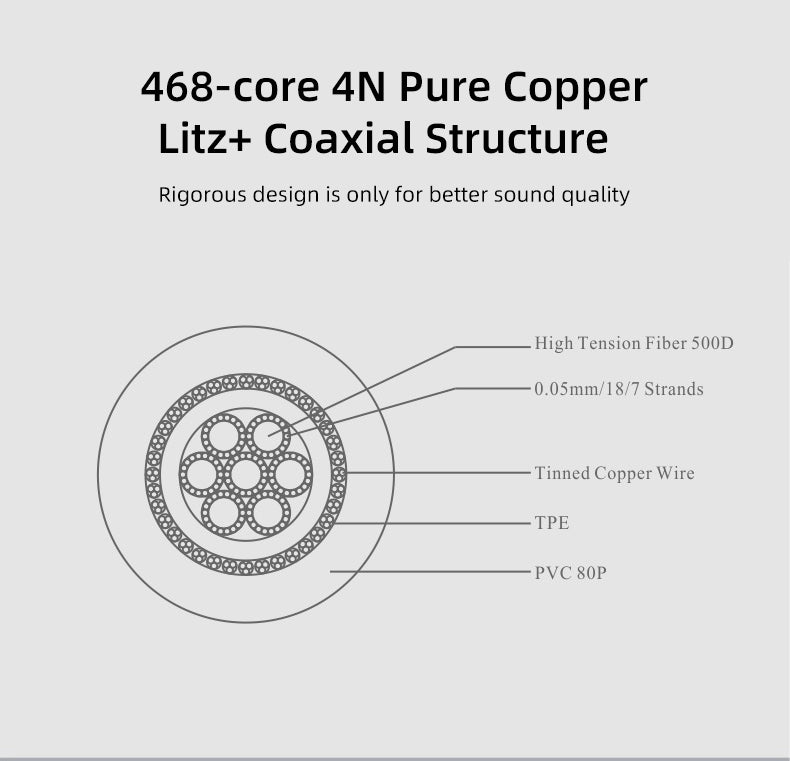 468-core 4N Pure Copper
Litz+ Coaxial Structure
Rigorous design is only for better sound quality
High Tension Fiber 500D
0.05mm/18/7 Strands
Tinned Copper Wire
TPE
PVC 80P